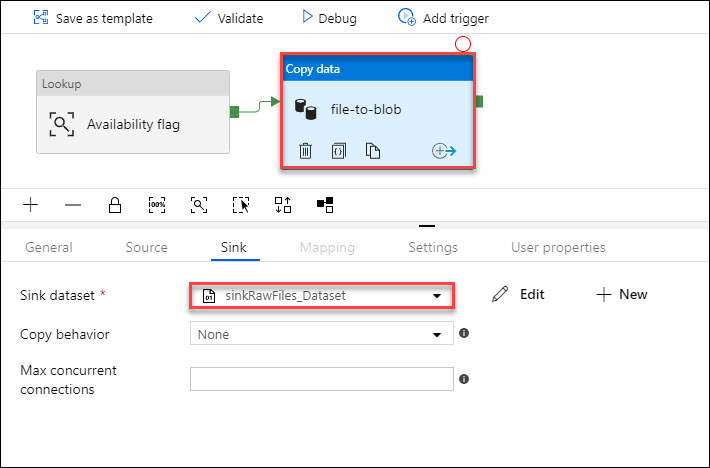 Save as template Validate Debug Add trigger
Lookup
Availability flag
Copy data
file-to-blob
{}
100%
General Source Sink Mapping Settings User properties
Sink dataset * 01 sinkRawFiles_Dataset Edit New
Copy behavior None
Max concurrent
connections